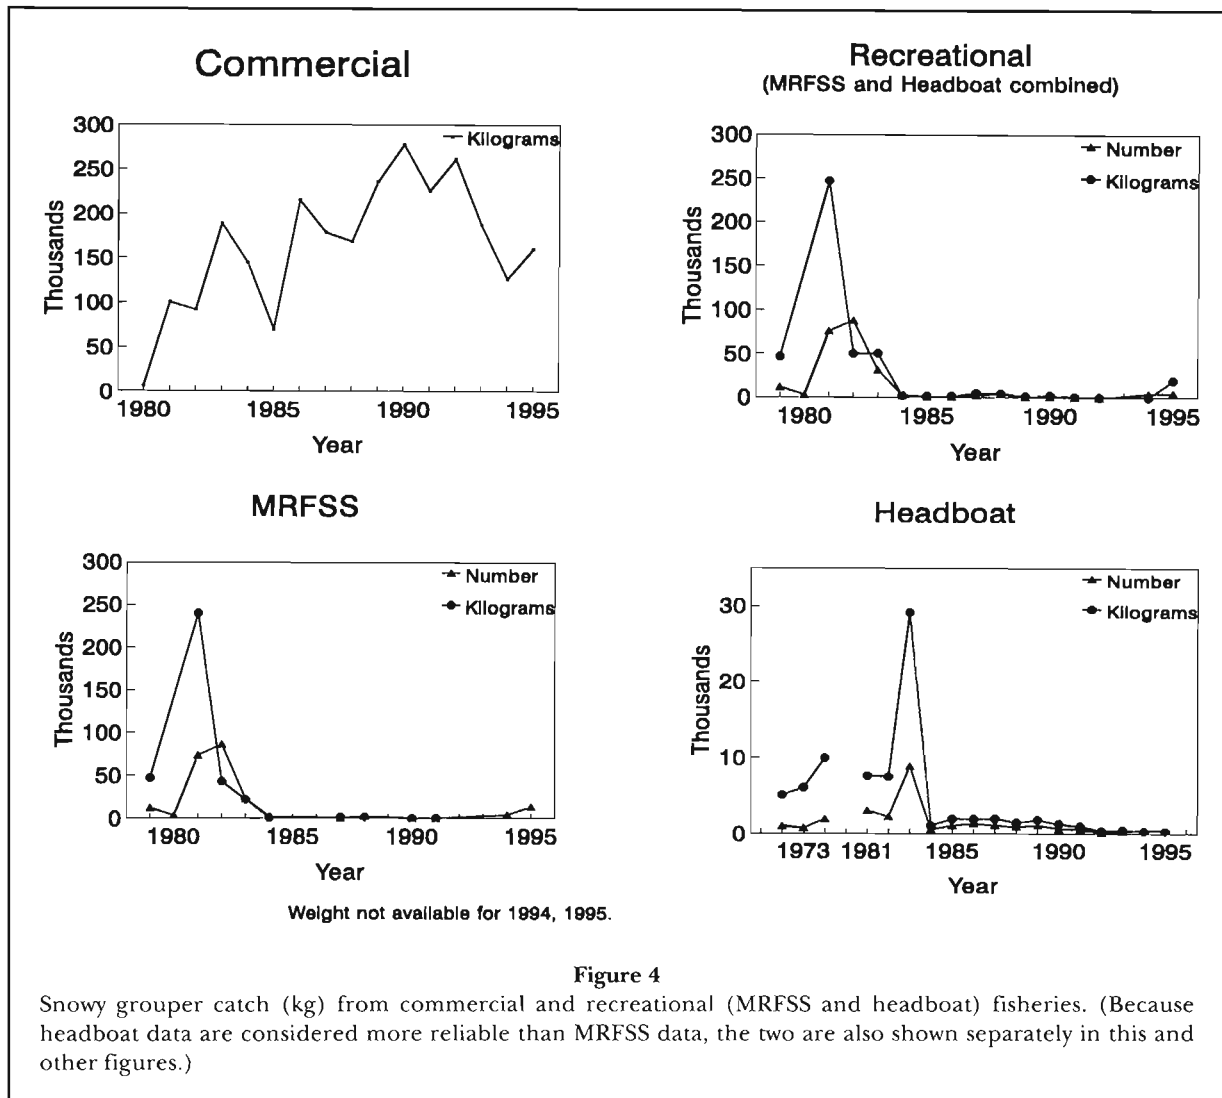 Commercial
300
250
200
150
100
50
0
Thousands
Kilograms
1980
1985
1990
1995
Year
Recreational
(MRFSS and Headboat combined)
300
250
200
150
100
50
0
Thousands
Number
Kilograms
1980
1985
1990
1995
Year
MRFSS
300
250
200
150
100
50
0
Thousands
Number
Kilograms
1980
1985
1990
1995
Year
Weight not available for 1994, 1995.
Headboat
30
20
10
0
Thousands
Number
Kilograms
1973
1981
1985
1990
1995
Year
Figure 4
Snowy grouper catch (kg) from commercial and recreational (MRFSS and headboat) fisheries. (Because
headboat data are considered more reliable than MRFSS data, the two are also shown separately in this and
other figures.)